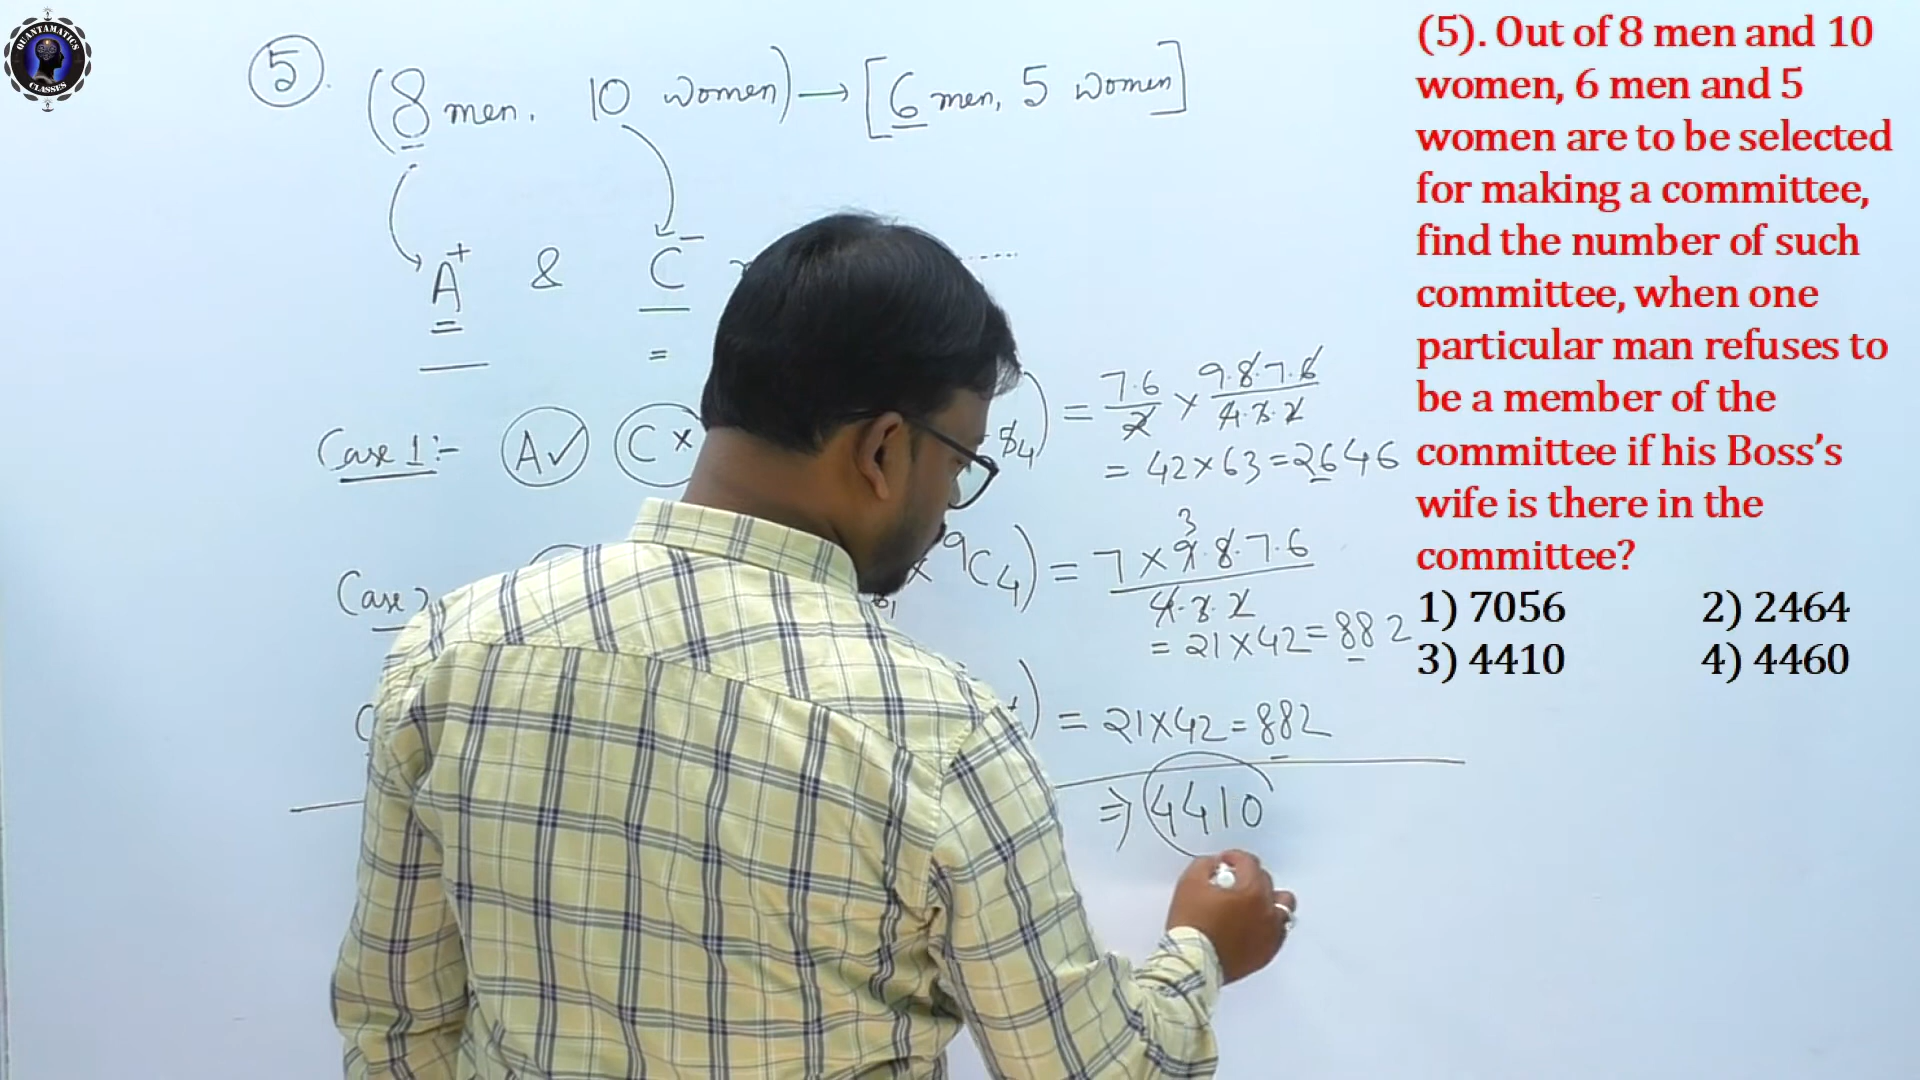 QUANTAMATICS
CLASSES
5. (8 men. 10 women) → [6 men, 5 women]
A⁺ & C⁻
Case 1:- A✓ C× ) = 7·6/2 × 9·8·7·6/4·3·2
= 42×63=2646
Case × ⁹C₄) = 7×9·8·7·6/4·3·2
3
= 21×42=882
) = 21×42=882
⇒ 4410
(5). Out of 8 men and 10
women, 6 men and 5
women are to be selected
for making a committee,
find the number of such
committee, when one
particular man refuses to
be a member of the
committee if his Boss’s
wife is there in the
committee?
1) 7056 2) 2464
3) 4410 4) 4460